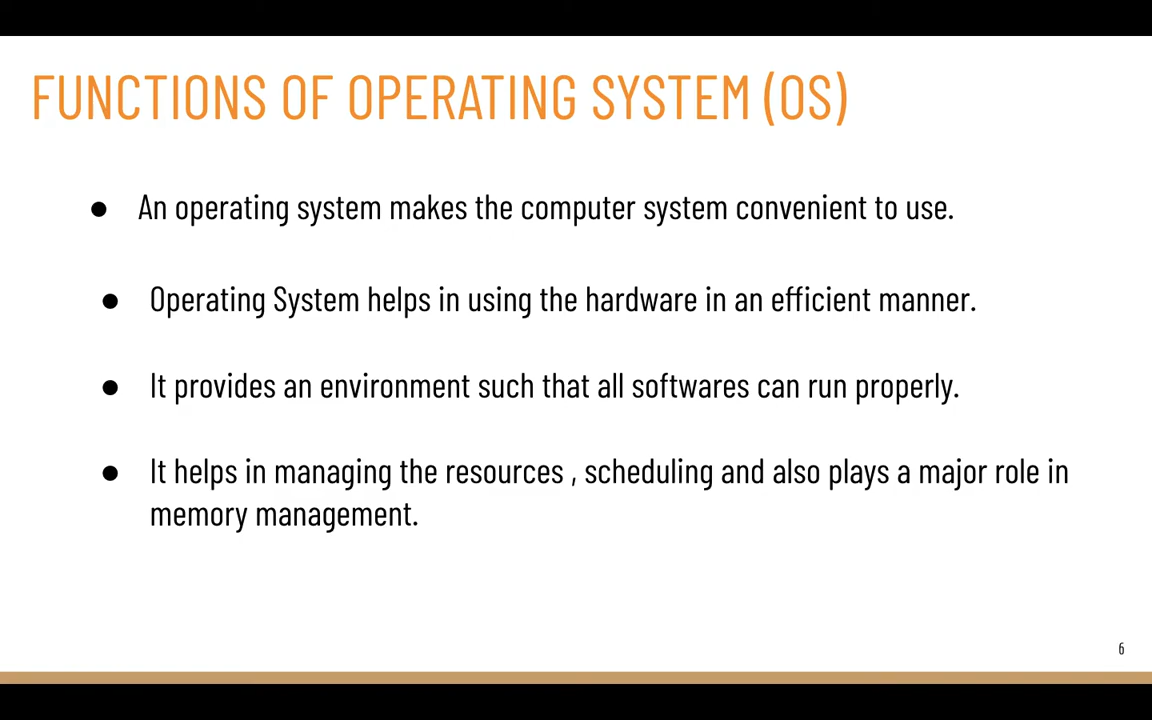 FUNCTIONS OF OPERATING SYSTEM (OS)
● An operating system makes the computer system convenient to use.
● Operating System helps in using the hardware in an efficient manner.
● It provides an environment such that all softwares can run properly.
● It helps in managing the resources , scheduling and also plays a major role in
memory management.
6